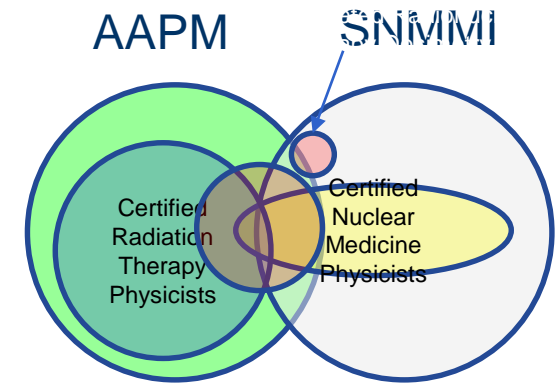 AAPM
SNMMI
Certified
Radiation
Therapy
Physicists
Certified
Nuclear
Medicine
Physicists